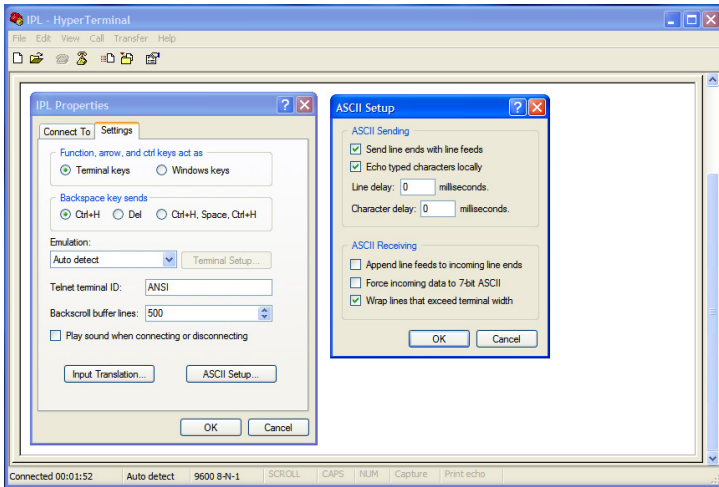 IPL - HyperTerminal
File Edit View Call Transfer Help
IPL Properties
Connect To Settings
Function, arrow, and ctrl keys act as
Terminal keys Windows keys
Backspace key sends
Ctrl+H Del Ctrl+H, Space, Ctrl+H
Emulation:
Auto detect Terminal Setup...
Telnet terminal ID: ANSI
Backscroll buffer lines: 500
Play sound when connecting or disconnecting
Input Translation... ASCII Setup...
OK Cancel
ASCII Setup
ASCII Sending
Send line ends with line feeds
Echo typed characters locally
Line delay: 0 milliseconds.
Character delay: 0 milliseconds.
ASCII Receiving
Append line feeds to incoming line ends
Force incoming data to 7-bit ASCII
Wrap lines that exceed terminal width
OK Cancel
Connected 00:01:52 Auto detect 9600 8-N-1 SCROLL CAPS NUM Capture Print echo